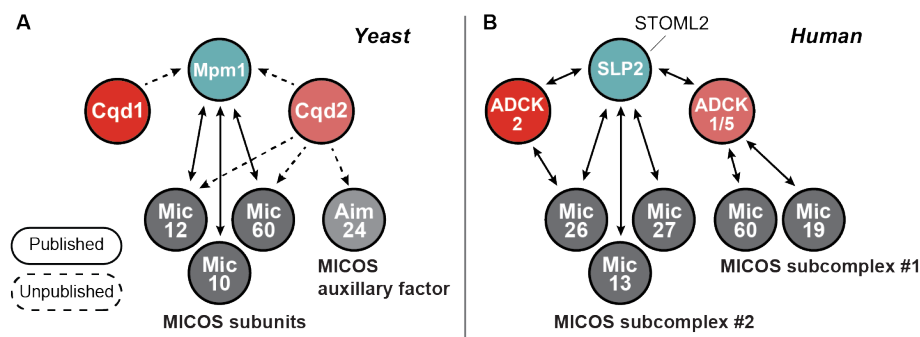 A
Yeast
Mpm1
Cqd1
Cqd2
Mic
12
Mic
60
Aim
24
Mic
10
MICOS
auxillary factor
MICOS subunits
Published
Unpublished
B
STOML2
Human
SLP2
ADCK
2
ADCK
1/5
Mic
26
Mic
27
Mic
60
Mic
19
Mic
13
MICOS subcomplex #1
MICOS subcomplex #2